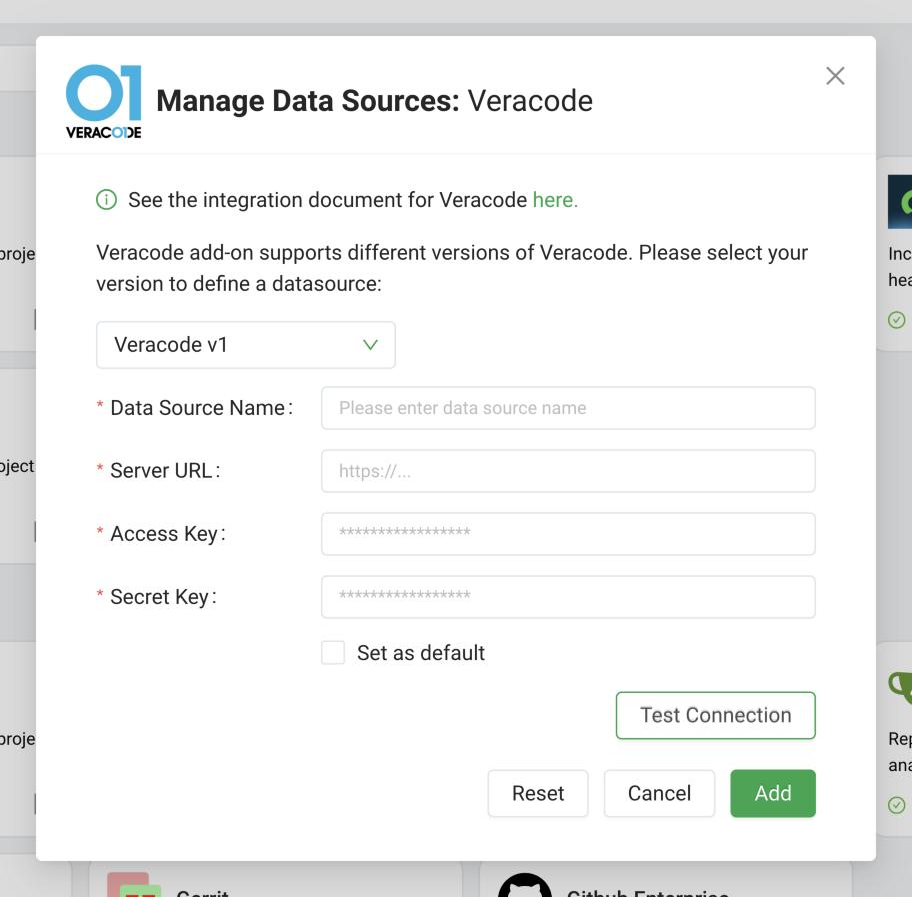 VERACODE
Manage Data Sources: Veracode
See the integration document for Veracode here.
Veracode add-on supports different versions of Veracode. Please select your
version to define a datasource:
Veracode v1
* Data Source Name:
Please enter data source name
* Server URL:
https://...
* Access Key:
*****************
* Secret Key:
*****************
Set as default
Test Connection
Reset
Cancel
Add
proje
oject
proje
Inc
hea
Rep
ana
Gerrit
Github Enterprise